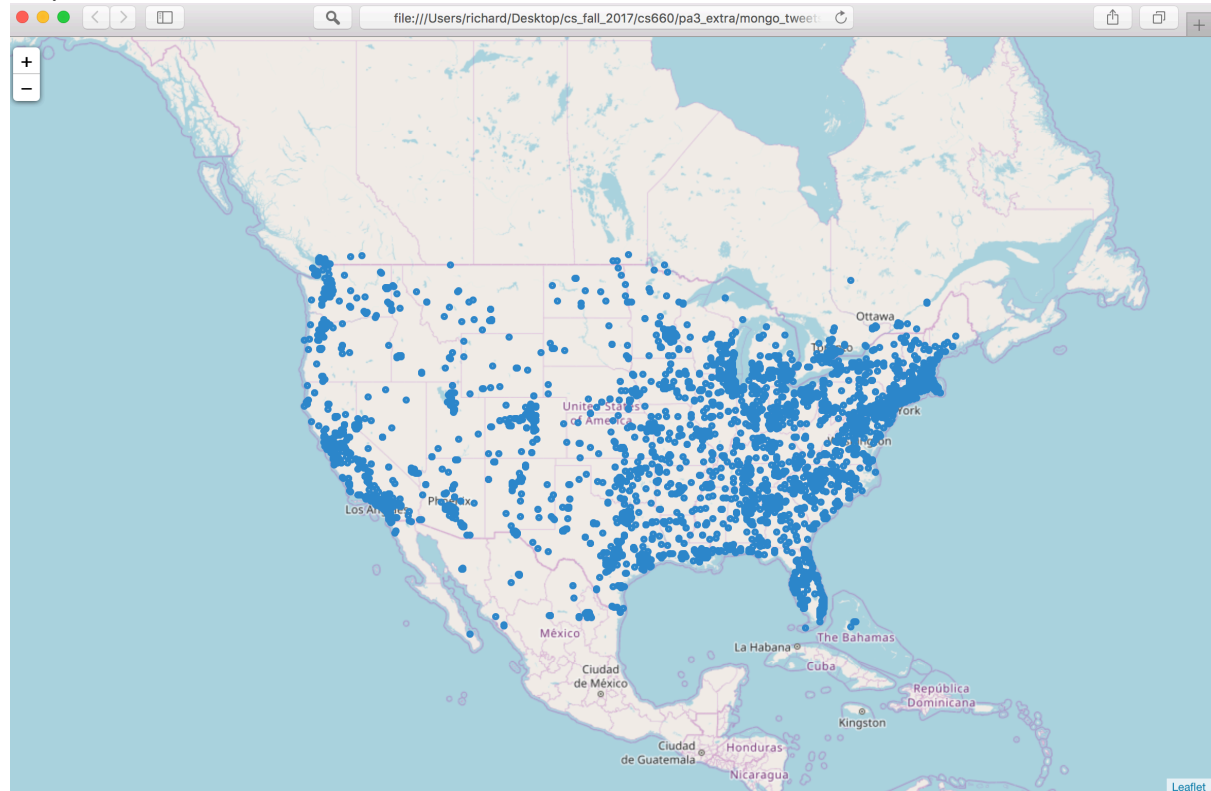 file:///Users/richard/Desktop/cs_fall_2017/cs660/pa3_extra/mongo_tweet
+
−
Ottawa
United States
of America
York
Washington
Los Angeles
Phoenix
México
La Habana
The Bahamas
Cuba
Ciudad
de México
República
Dominicana
Kingston
Ciudad
de Guatemala
Honduras
Nicaragua
Leaflet